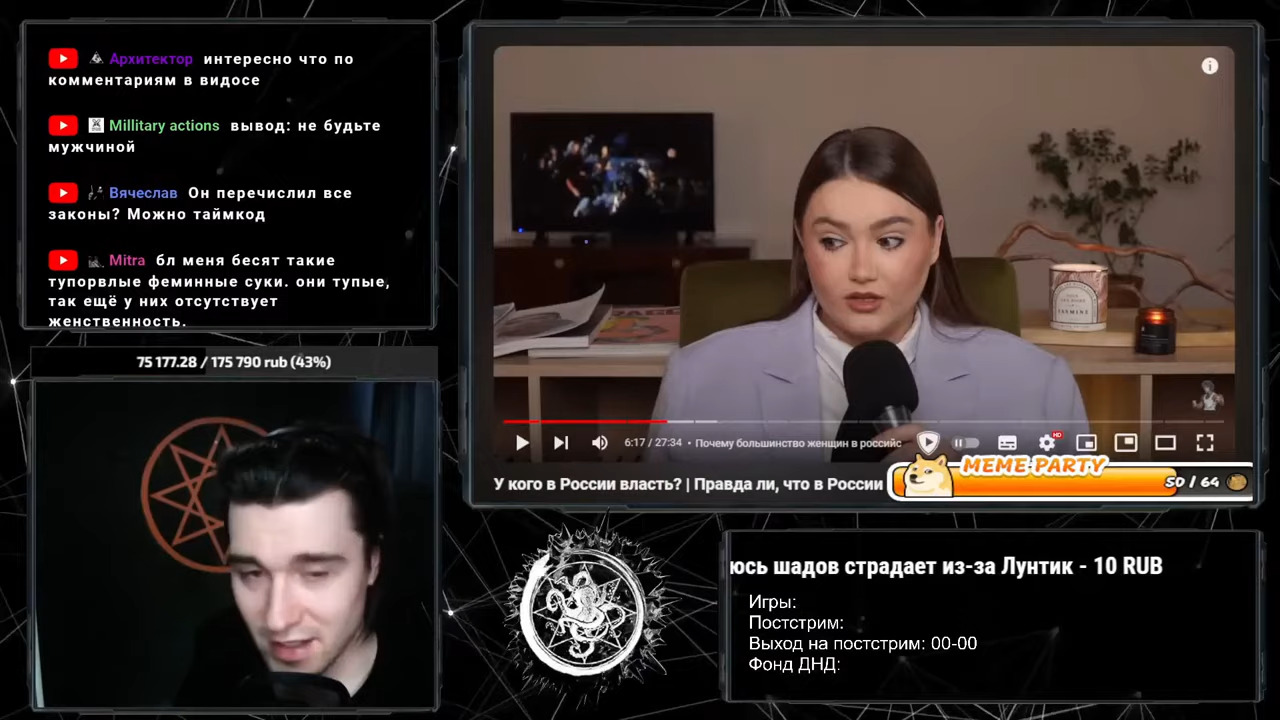 Архитектор интересно что по
комментариям в видосе
Millitary actions вывод: не будьте
мужчиной
Вячеслав Он перечислил все
законы? Можно таймкод
Mitra бл меня бесят такие
тупорвлые феминные суки. они тупые,
так ещё у них отсутствует
женственность.
75 177.28 / 175 790 rub (43%)
JASMINE
6:17 / 27:34 • Почему большинство женщин в российс
HD
У кого в России власть? | Правда ли, что в России
MEME PARTY
50 / 64
юсь шадов страдает из-за Лунтик - 10 RUB
Игры:
Постстрим:
Выход на постстрим: 00-00
Фонд ДНД: